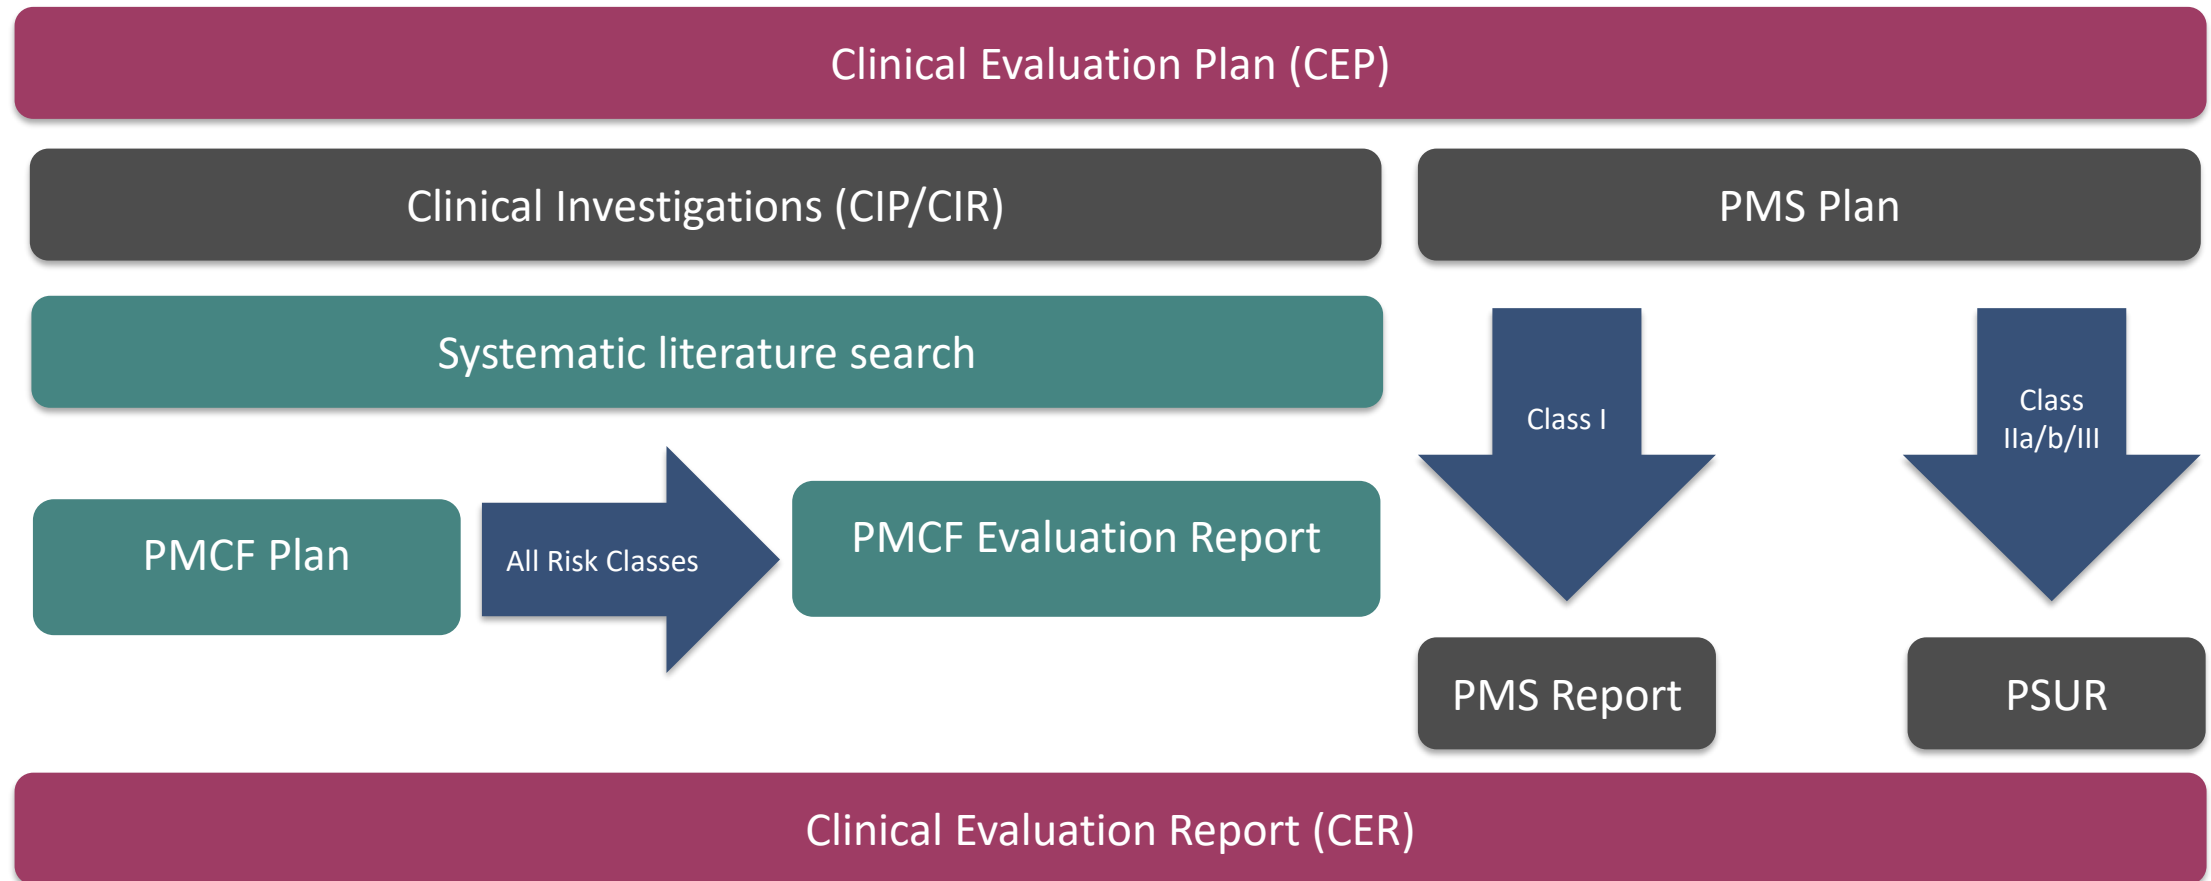 Clinical Evaluation Plan (CEP)
Clinical Investigations (CIP/CIR)
PMS Plan
Systematic literature search
Class I
Class
IIa/b/III
PMCF Plan
All Risk Classes
PMCF Evaluation Report
PMS Report
PSUR
Clinical Evaluation Report (CER)